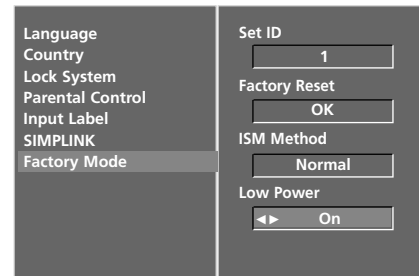 Language
Country
Lock System
Parental Control
Input Label
SIMPLINK
Factory Mode
Set ID
1
Factory Reset
OK
ISM Method
Normal
Low Power
◄► On